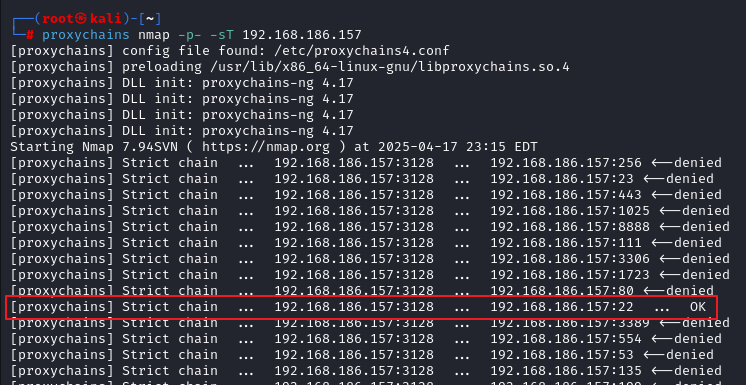 ┌──(root㉿kali)-[~]
└─# proxychains nmap -p- -sT 192.168.186.157
[proxychains] config file found: /etc/proxychains4.conf
[proxychains] preloading /usr/lib/x86_64-linux-gnu/libproxychains.so.4
[proxychains] DLL init: proxychains-ng 4.17
[proxychains] DLL init: proxychains-ng 4.17
[proxychains] DLL init: proxychains-ng 4.17
[proxychains] DLL init: proxychains-ng 4.17
Starting Nmap 7.94SVN ( https://nmap.org ) at 2025-04-17 23:15 EDT
[proxychains] Strict chain  ...  192.168.186.157:3128  ...  192.168.186.157:256 <--denied
[proxychains] Strict chain  ...  192.168.186.157:3128  ...  192.168.186.157:23 <--denied
[proxychains] Strict chain  ...  192.168.186.157:3128  ...  192.168.186.157:443 <--denied
[proxychains] Strict chain  ...  192.168.186.157:3128  ...  192.168.186.157:1025 <--denied
[proxychains] Strict chain  ...  192.168.186.157:3128  ...  192.168.186.157:8888 <--denied
[proxychains] Strict chain  ...  192.168.186.157:3128  ...  192.168.186.157:111 <--denied
[proxychains] Strict chain  ...  192.168.186.157:3128  ...  192.168.186.157:3306 <--denied
[proxychains] Strict chain  ...  192.168.186.157:3128  ...  192.168.186.157:1723 <--denied
[proxychains] Strict chain  ...  192.168.186.157:3128  ...  192.168.186.157:80 <--denied
[proxychains] Strict chain  ...  192.168.186.157:3128  ...  192.168.186.157:22  ...  OK
[proxychains] Strict chain  ...  192.168.186.157:3128  ...  192.168.186.157:3389 <--denied
[proxychains] Strict chain  ...  192.168.186.157:3128  ...  192.168.186.157:554 <--denied
[proxychains] Strict chain  ...  192.168.186.157:3128  ...  192.168.186.157:53 <--denied
[proxychains] Strict chain  ...  192.168.186.157:3128  ...  192.168.186.157:135 <--denied